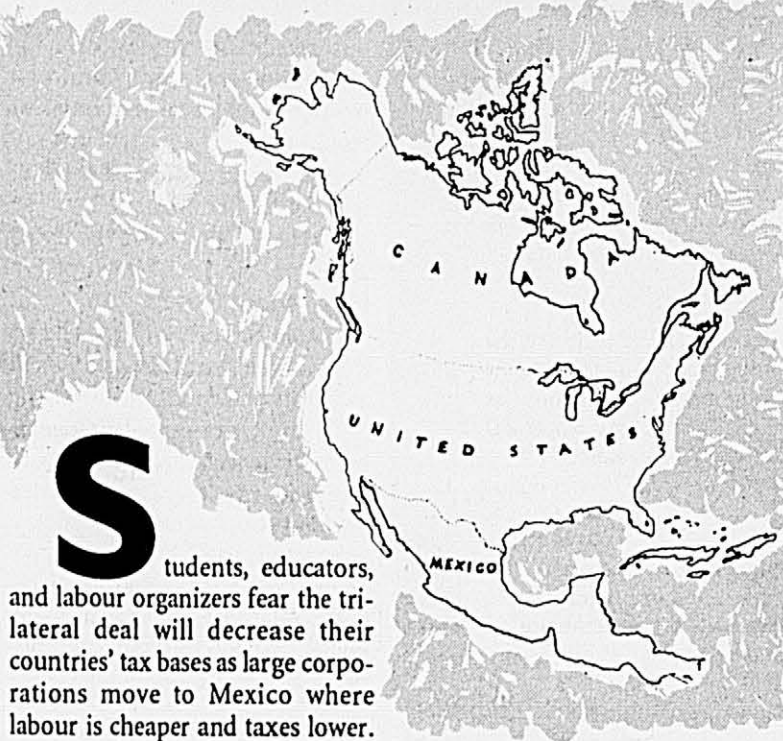 CANADA
UNITED STATES
MEXICO
Students, educators,
and labour organizers fear the tri-
lateral deal will decrease their
countries' tax bases as large corpo-
rations move to Mexico where
labour is cheaper and taxes lower.